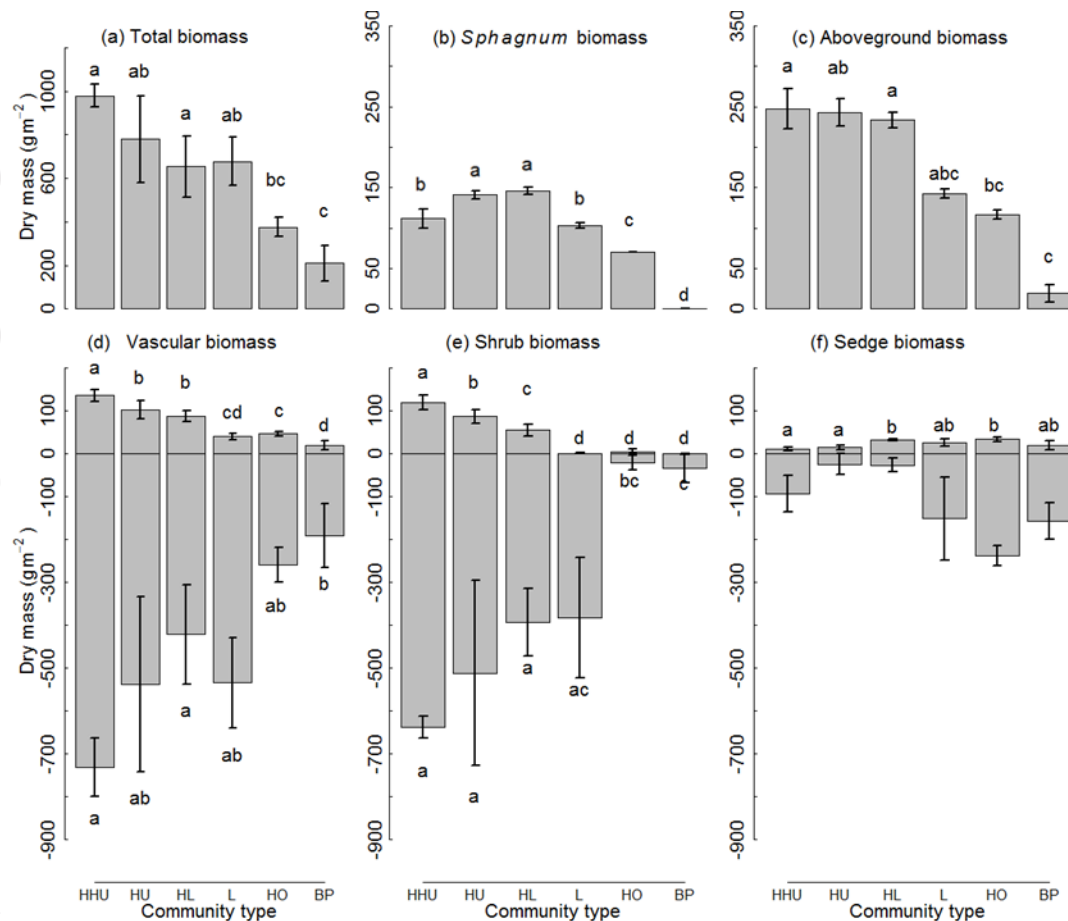 (a) Total biomass
(b) Sphagnum biomass
(c) Aboveground biomass
Dry mass (gm⁻²)
1000
600
200
0
a
ab
a
ab
bc
c
350
250
150
50
0
b
a
a
b
c
d
350
250
150
50
0
a
ab
a
abc
bc
c
(d) Vascular biomass
(e) Shrub biomass
(f) Sedge biomass
Dry mass (gm⁻²)
100
0
-100
-300
-500
-700
-900
a
b
b
cd
c
d
a
ab
a
ab
ab
b
100
0
-100
-300
-500
-700
-900
a
b
c
d
d
d
a
a
a
ac
bc
c
100
0
-100
-300
-500
-700
-900
a
a
b
ab
b
ab
HHU HU HL L HO BP
Community type
HHU HU HL L HO BP
Community type
HHU HU HL L HO BP
Community type